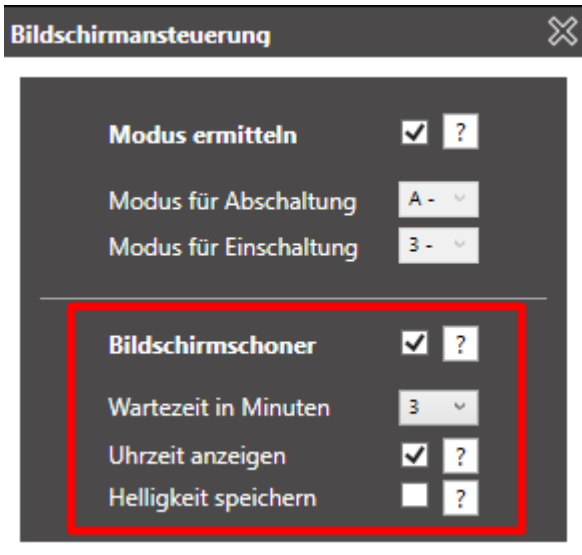 Bildschirmansteuerung
Modus ermitteln ?
Modus für Abschaltung A -
Modus für Einschaltung 3 -
Bildschirmschoner ?
Wartezeit in Minuten 3
Uhrzeit anzeigen ?
Helligkeit speichern ?